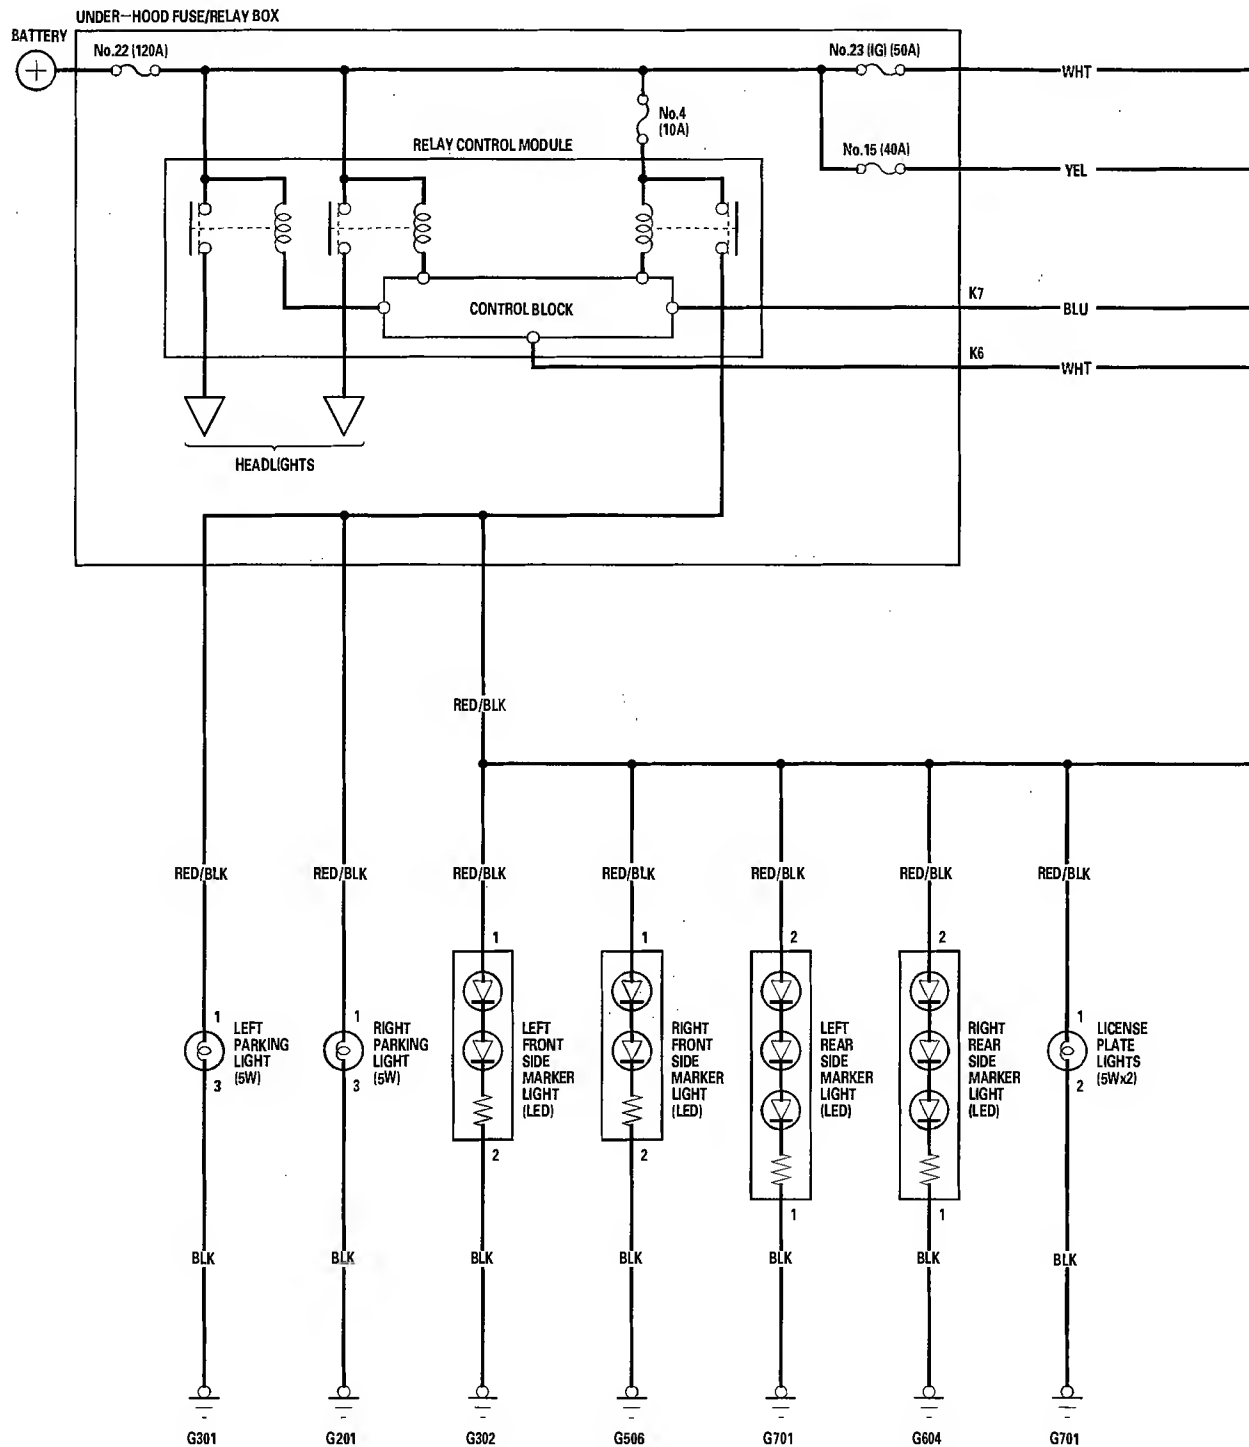 UNDER-HOOD FUSE/RELAY BOX
BATTERY
No.22 (120A)
No.23 (IG) (50A)
WHT
No.4
(10A)
RELAY CONTROL MODULE
No.15 (40A)
YEL
CONTROL BLOCK
K7
BLU
K6
WHT
HEADLIGHTS
RED/BLK
RED/BLK
RED/BLK
RED/BLK
RED/BLK
RED/BLK
RED/BLK
RED/BLK
1
1
2
2
1
LEFT
PARKING
LIGHT
(5W)
3
1
RIGHT
PARKING
LIGHT
(5W)
3
LEFT
FRONT
SIDE
MARKER
LIGHT
(LED)
2
RIGHT
FRONT
SIDE
MARKER
LIGHT
(LED)
2
LEFT
REAR
SIDE
MARKER
LIGHT
(LED)
1
RIGHT
REAR
SIDE
MARKER
LIGHT
(LED)
1
1
LICENSE
PLATE
LIGHTS
(5Wx2)
2
BLK
BLK
BLK
BLK
BLK
BLK
BLK
G301
G201
G302
G506
G701
G604
G701